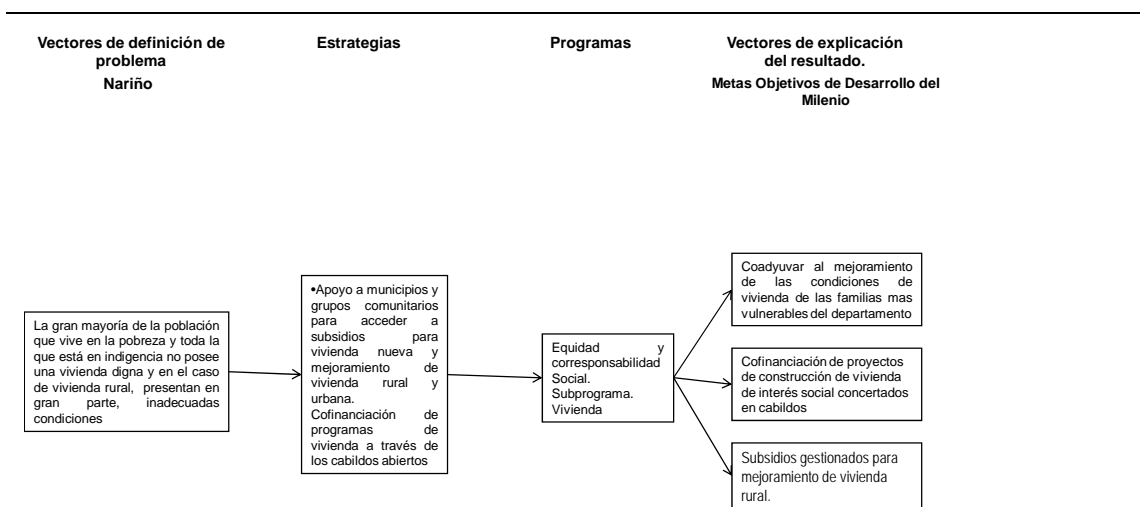 Vectores de definición de
problema
Nariño
Estrategias
Programas
Vectores de explicación
del resultado.
Metas Objetivos de Desarrollo del
Milenio
La gran mayoría de la población
que vive en la pobreza y toda la
que está en indigencia no posee
una vivienda digna y en el caso
de vivienda rural, presentan en
gran parte, inadecuadas
condiciones
•Apoyo a municipios y
grupos comunitarios
para acceder a
subsidios para
vivienda nueva y
mejoramiento de
vivienda rural y
urbana.
Cofinanciación de
programas de
vivienda a través de
los cabildos abiertos
Equidad y
corresponsabilidad
Social.
Subprograma.
Vivienda
Coadyuvar al mejoramiento
de las condiciones de
vivienda de las familias mas
vulnerables del departamento
Cofinanciación de proyectos
de construcción de vivienda
de interés social concertados
en cabildos
Subsidios gestionados para
mejoramiento de vivienda
rural.